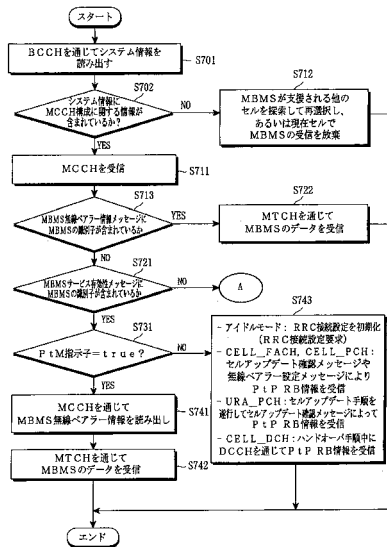 スタート
S701
BCCHを通じてシステム情報を
読み出す
S702
システム情報に
MCCH構成に関する情報が
含まれているか?
NO
YES
S712
MBMSが支援される他の
セルを探索して再選択し、
あるいは現在セルで
MBMSの受信を放棄
S711
MCCHを受信
S713
MBMS無線ベアラー情報メッセージに
MBMSの識別子が含まれているか
YES
NO
S722
MTCHを通じて
MBMSのデータを受信
S721
MBMSサービス有効性メッセージに
MBMSの識別子が含まれているか
NO
A
YES
S731
PtM指示子=true?
NO
YES
S743
- アイドルモード:RRC接続設定を初期化
(RRC接続設定要求)
- CELL_FACH, CELL_PCH:
セルアップデート確認メッセージや
無線ベアラー設定メッセージにより
PtP RB情報を受信
- URA_PCH:セルアップデート手順を
遂行してセルアップデート確認メッセージによって
PtP RB情報を受信
- CELL_DCH:ハンドオーバ手順中に
DCCHを通じてPtP RB情報を受信
S741
MCCHを通じて
MBMS無線ベアラー情報を読み出し
S742
MTCHを通じて
MBMSのデータを受信
エンド